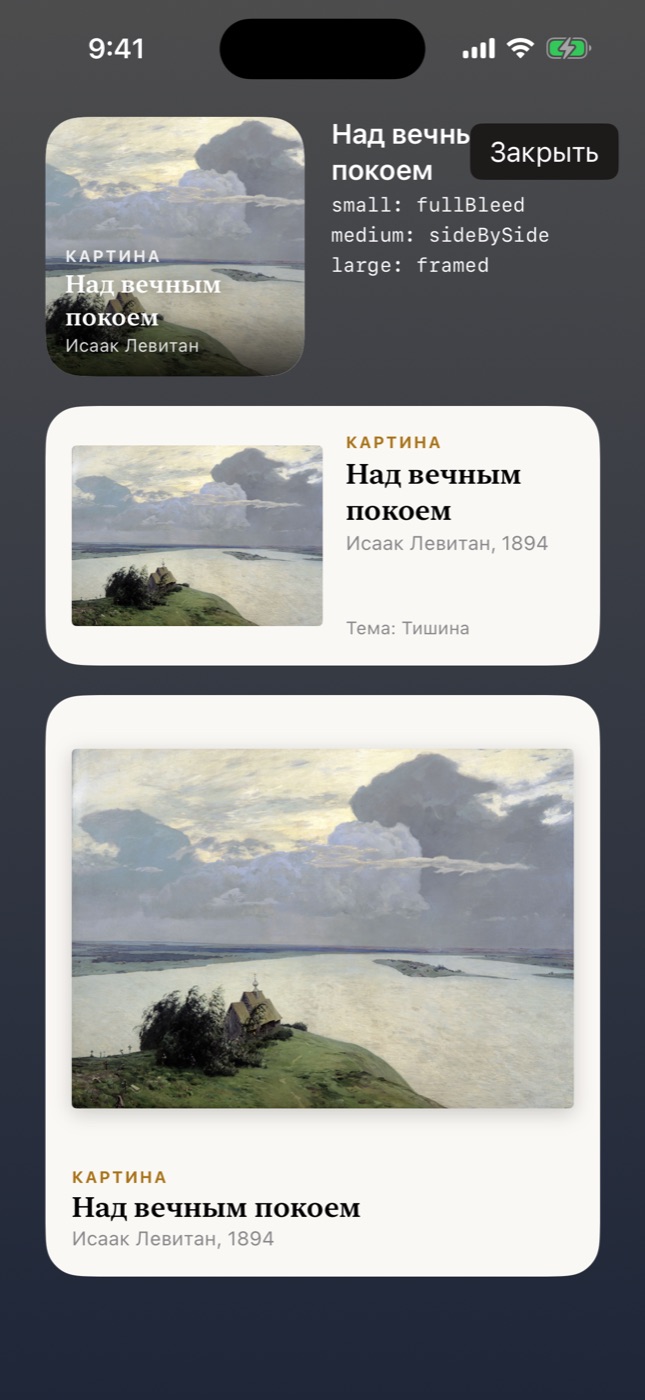 9:41
КАРТИНА
Над вечным
покоем
Исаак Левитан
Над вечнь
покоем
Закрыть
small: fullBleed
medium: sideBySide
large: framed
КАРТИНА
Над вечным
покоем
Исаак Левитан, 1894
Тема: Тишина
КАРТИНА
Над вечным покоем
Исаак Левитан, 1894